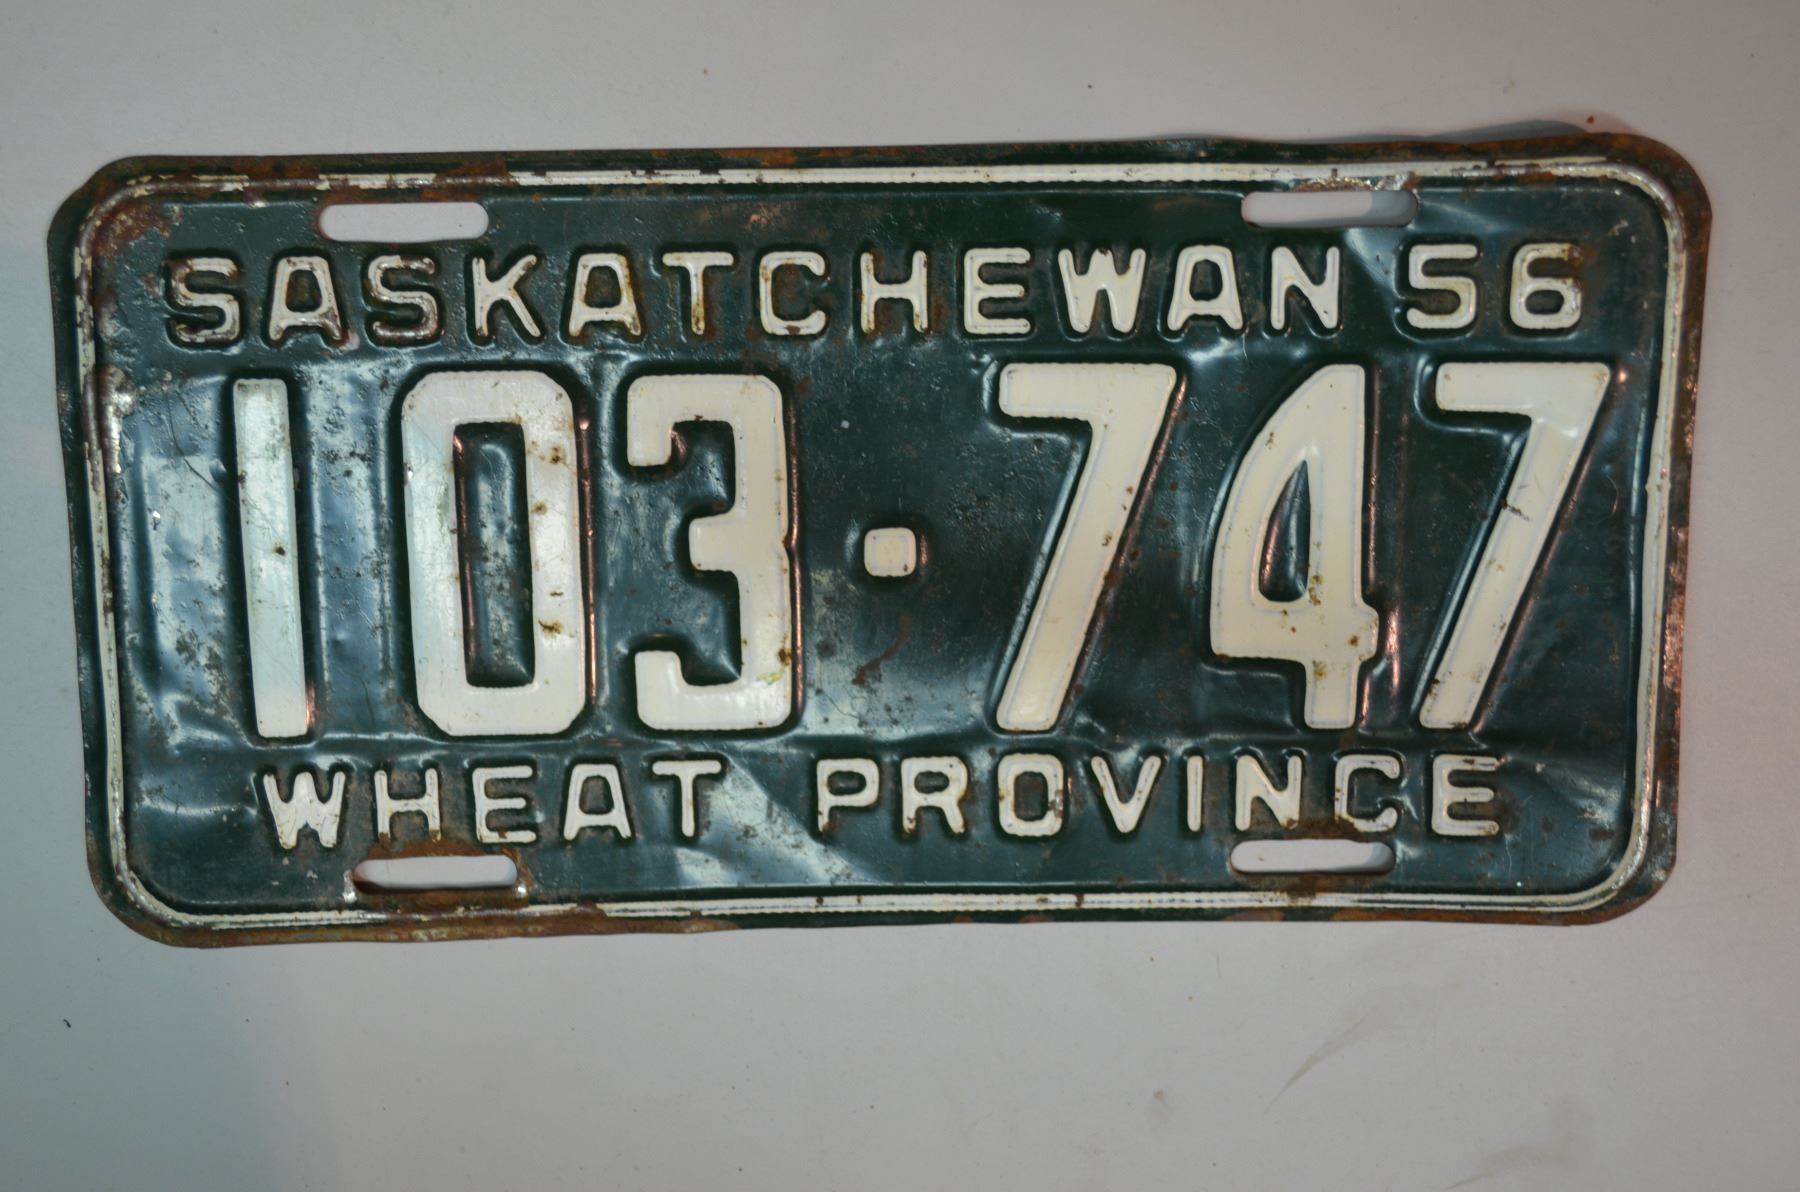 SASKATCHEWAN 56
103·747
WHEAT PROVINCE